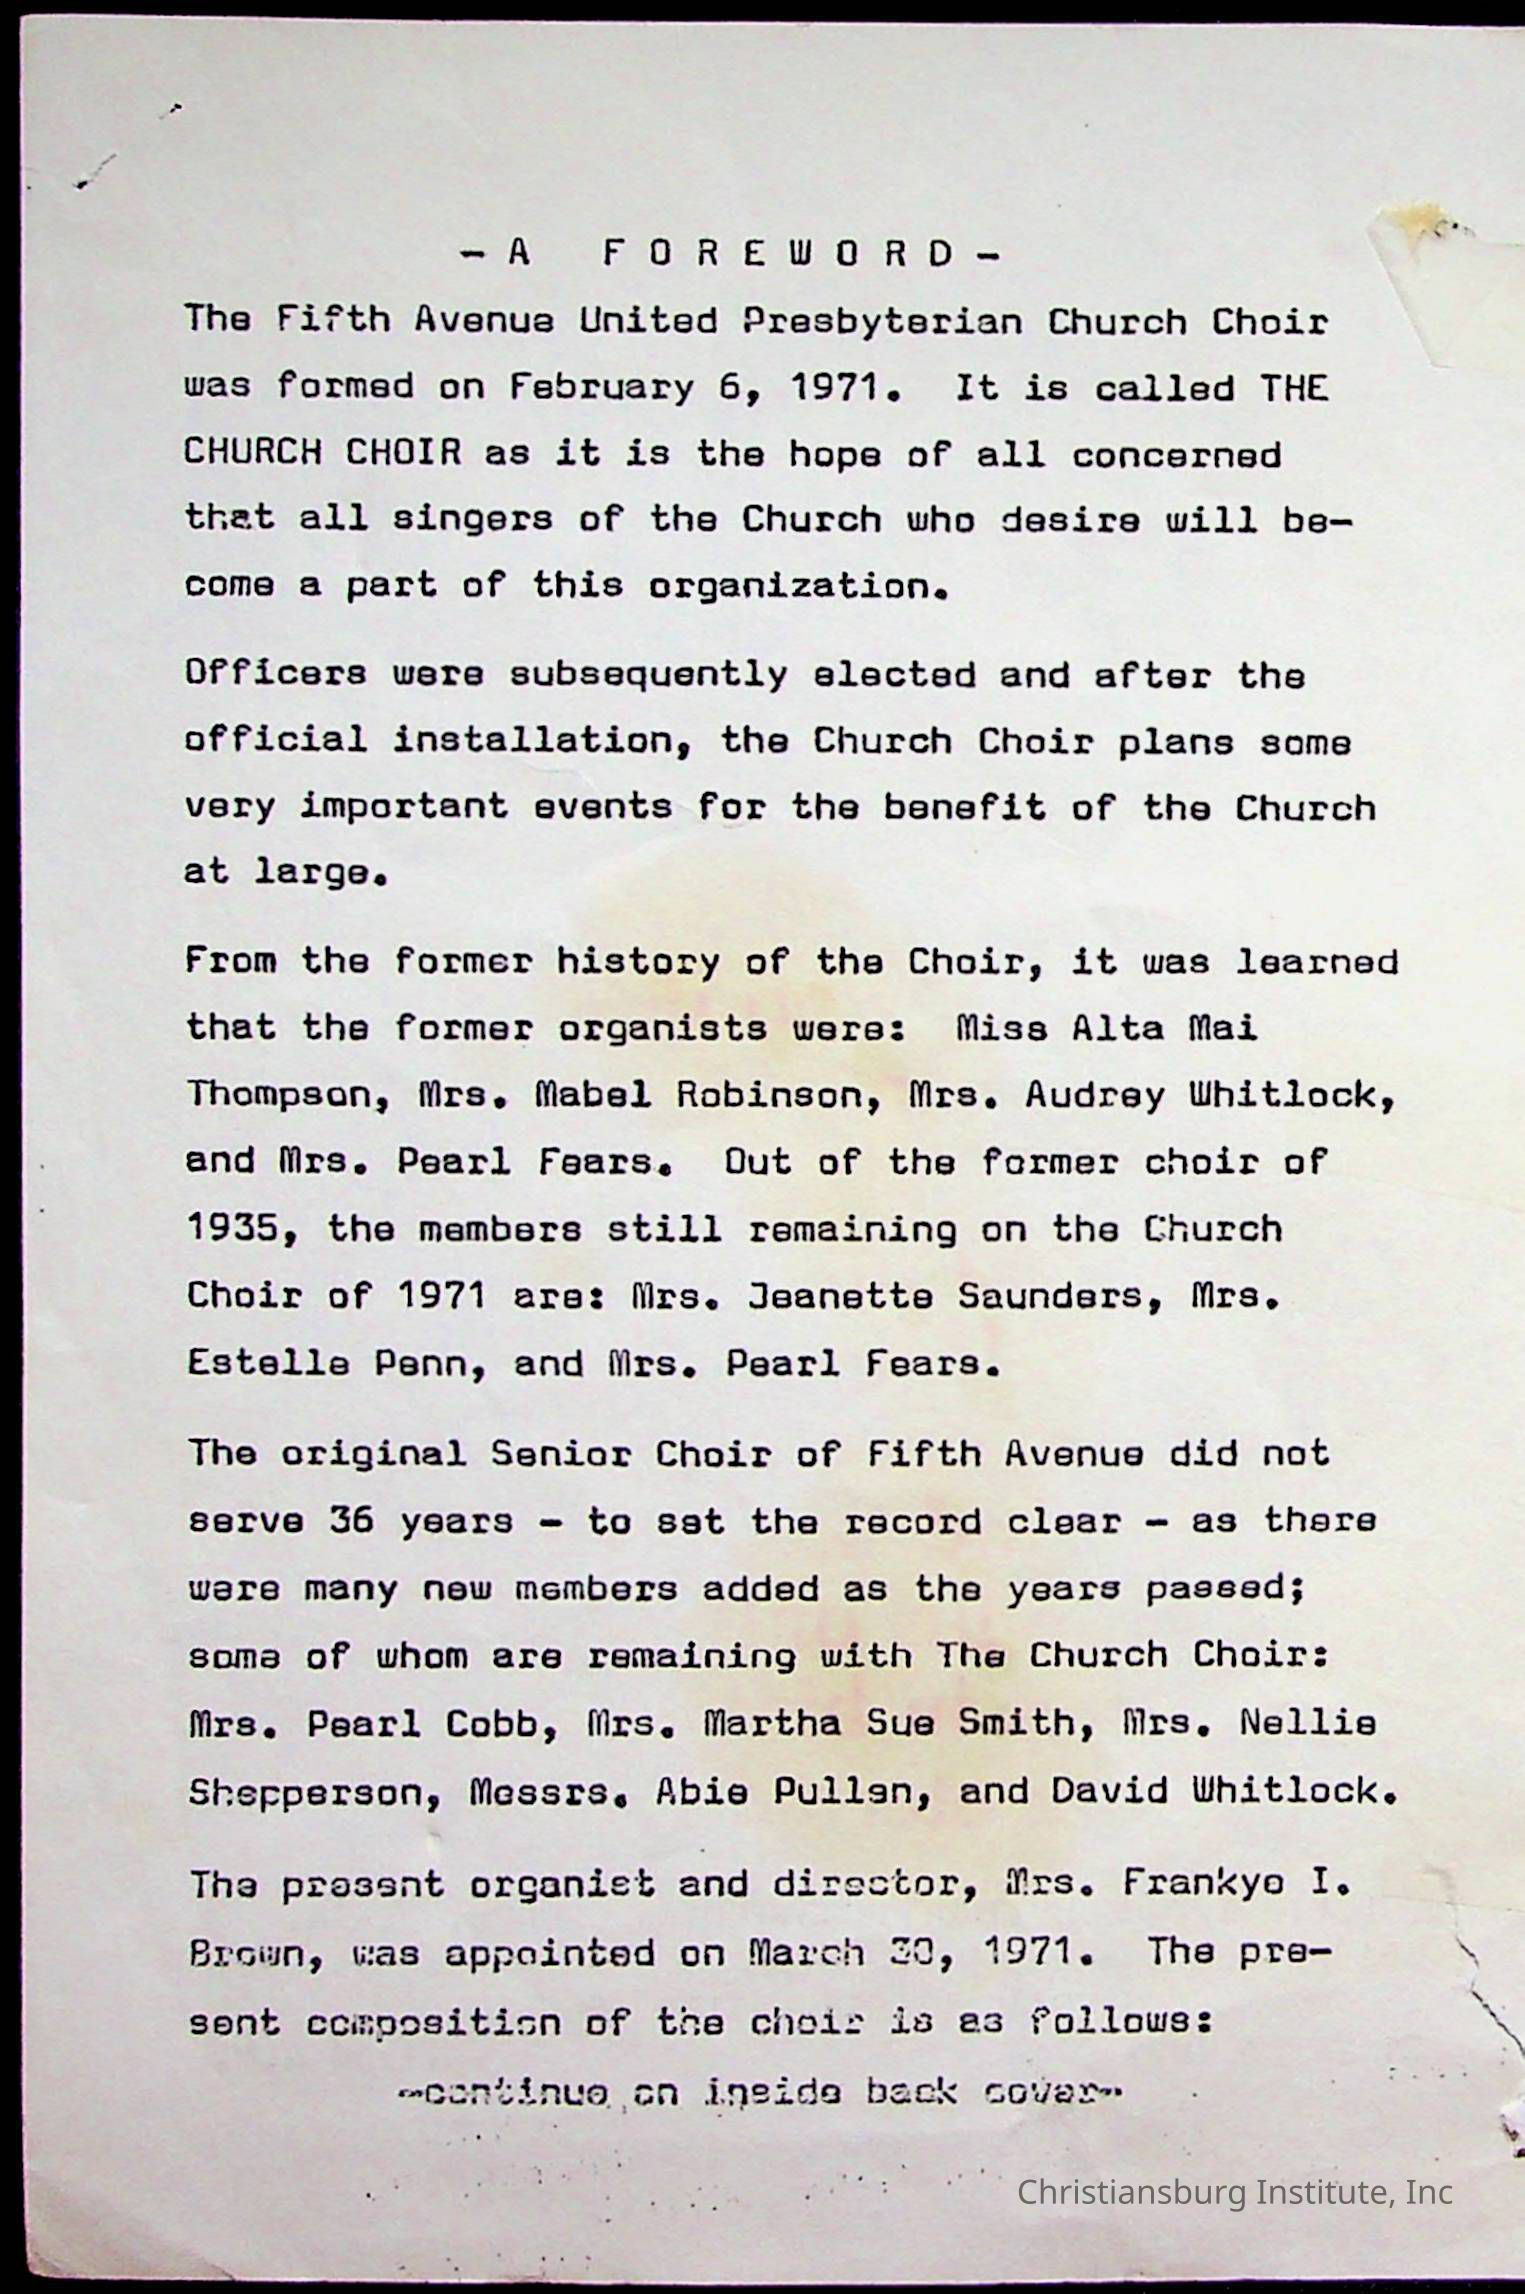 - A F O R E W O R D -
The Fifth Avenue United Presbyterian Church Choir
was formed on February 6, 1971. It is called THE
CHURCH CHOIR as it is the hope of all concerned
that all singers of the Church who desire will be-
come a part of this organization.
Officers were subsequently elected and after the
official installation, the Church Choir plans some
very important events for the benefit of the Church
at large.
From the former history of the Choir, it was learned
that the former organists were: Miss Alta Mai
Thompson, Mrs. Mabel Robinson, Mrs. Audrey Whitlock,
and Mrs. Pearl Fears. Out of the former choir of
1935, the members still remaining on the Church
Choir of 1971 are: Mrs. Jeanette Saunders, Mrs.
Estelle Penn, and Mrs. Pearl Fears.
The original Senior Choir of Fifth Avenue did not
serve 36 years - to set the record clear - as there
were many new members added as the years passed;
some of whom are remaining with The Church Choir:
Mrs. Pearl Cobb, Mrs. Martha Sue Smith, Mrs. Nellie
Shepperson, Messrs. Abie Pullen, and David Whitlock.
The present organist and director, Mrs. Frankye I.
Brown, was appointed on March 30, 1971. The pre-
sent composition of the choir is as follows:
-continue on inside back cover-
Christiansburg Institute, Inc